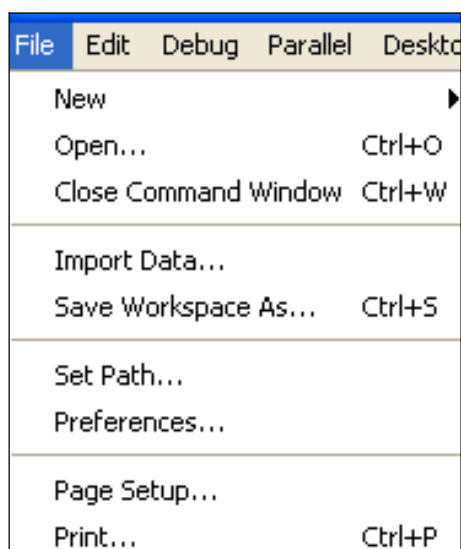 File Edit Debug Parallel Deskto
New
Open... Ctrl+O
Close Command Window Ctrl+W
Import Data...
Save Workspace As... Ctrl+S
Set Path...
Preferences...
Page Setup...
Print... Ctrl+P